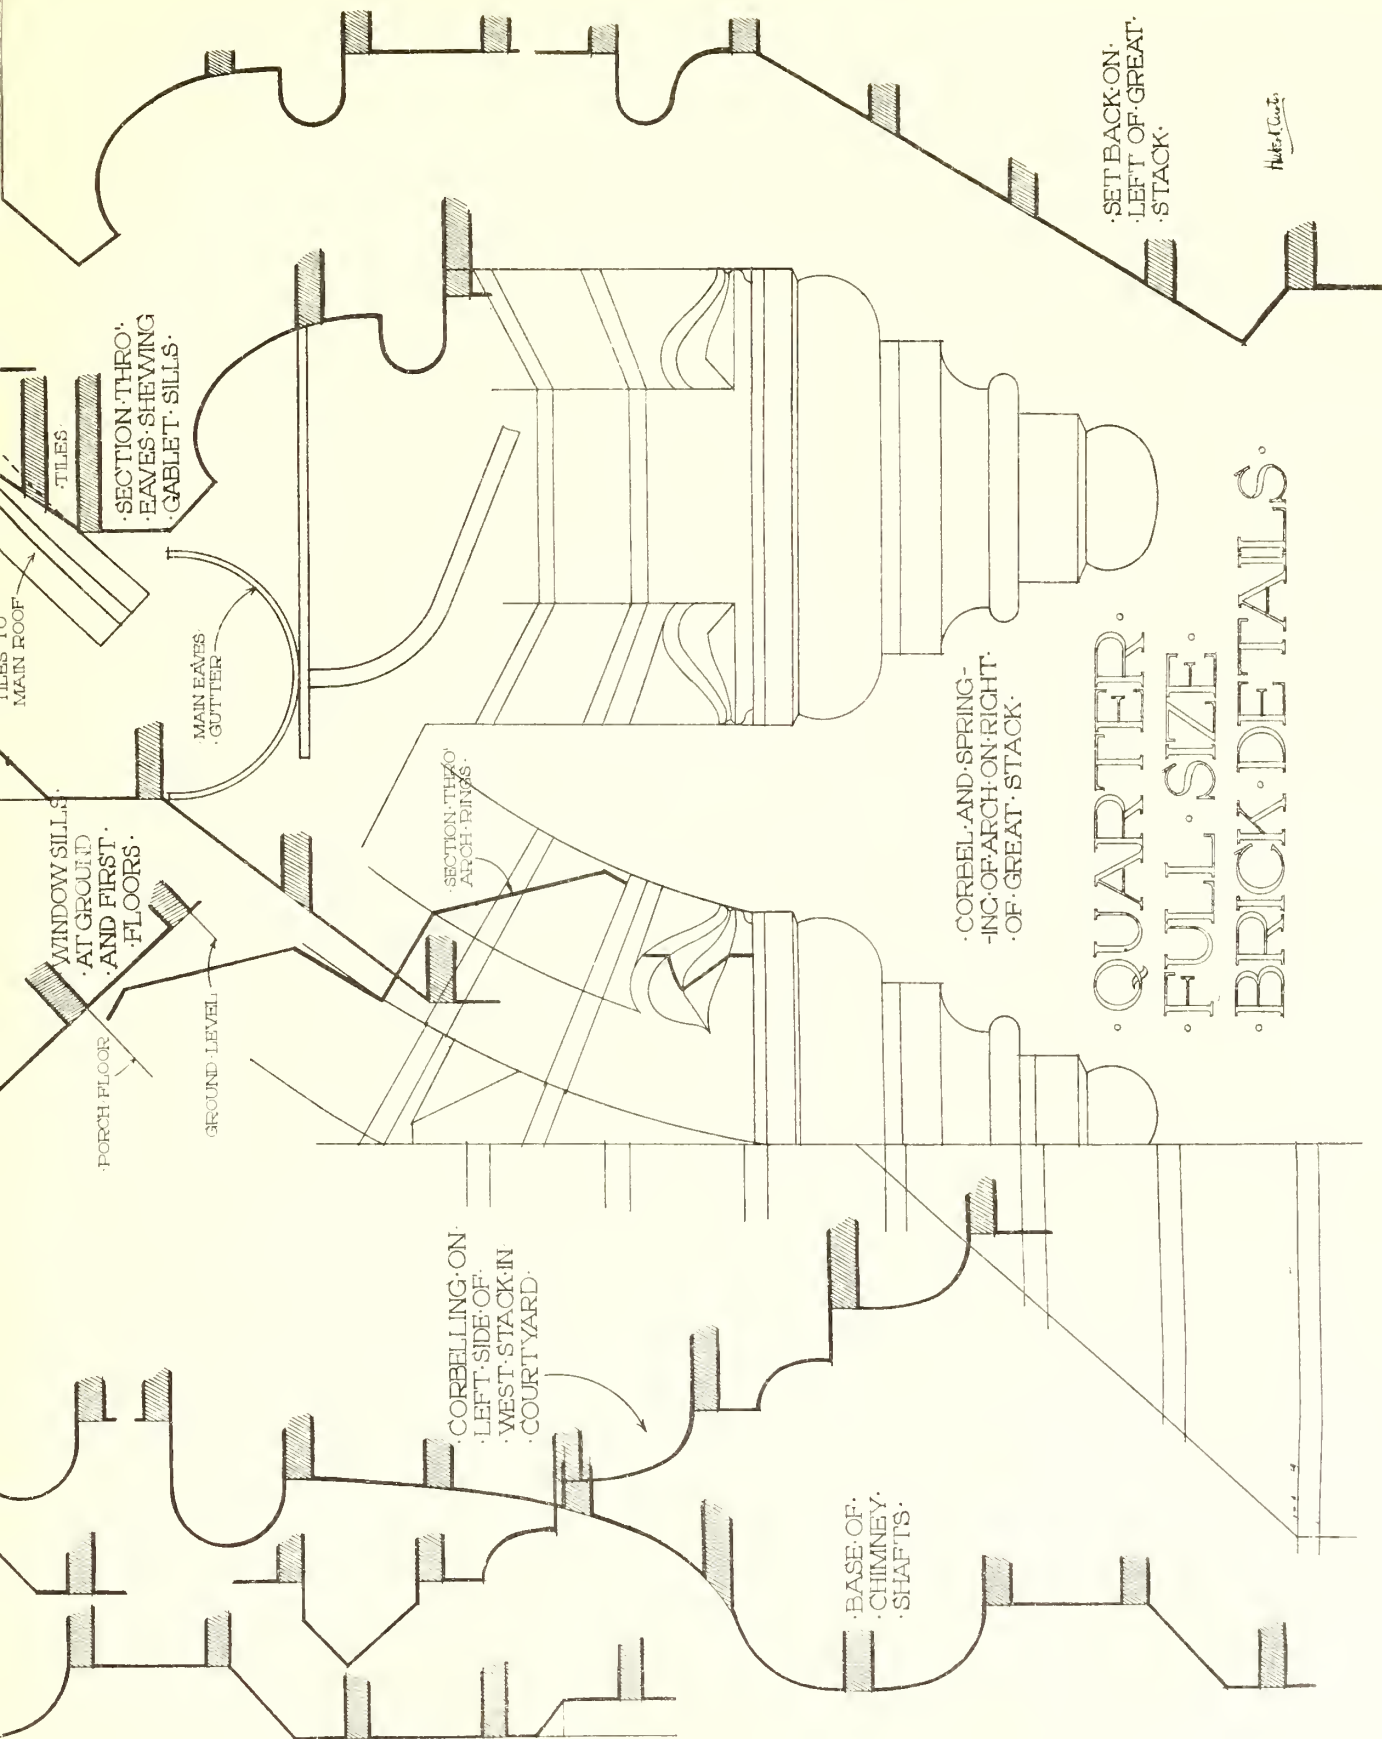 TILES TO
MAIN ROOF
·TILES·
·SECTION·THRO'·
·EAVES·SHEWING
·GABLET·SILLS·
·MAIN EAVES·
·GUTTER·
·WINDOW SILLS·
·AT GROUND
·AND FIRST·
·FLOORS·
·PORCH FLOOR
GROUND·LEVEL
·SECTION·THRO'
ARCH·RINGS·
·SET BACK·ON·
·LEFT OF·GREAT·
·STACK·
·CORBEL·AND·SPRING-
-ING·OF·ARCH·ON·RIGHT·
·OF·GREAT·STACK·
·CORBELLING·ON
·LEFT·SIDE·OF·
·WEST·STACK·IN·
·COURTYARD·
·BASE·OF·
·CHIMNEY·
·SHAFTS·
·QUARTER·
·FULL·SIZE·
·BRICK·DETAILS·